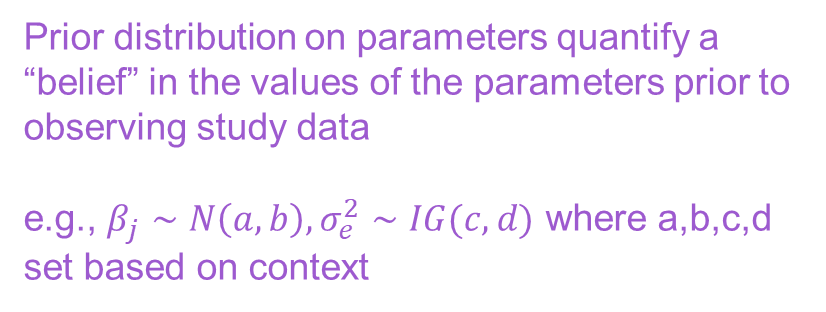 Prior distribution on parameters quantify a
“belief” in the values of the parameters prior to
observing study data
e.g., $\beta_j \sim N(a, b), \sigma_e^2 \sim IG(c, d)$ where a,b,c,d
set based on context